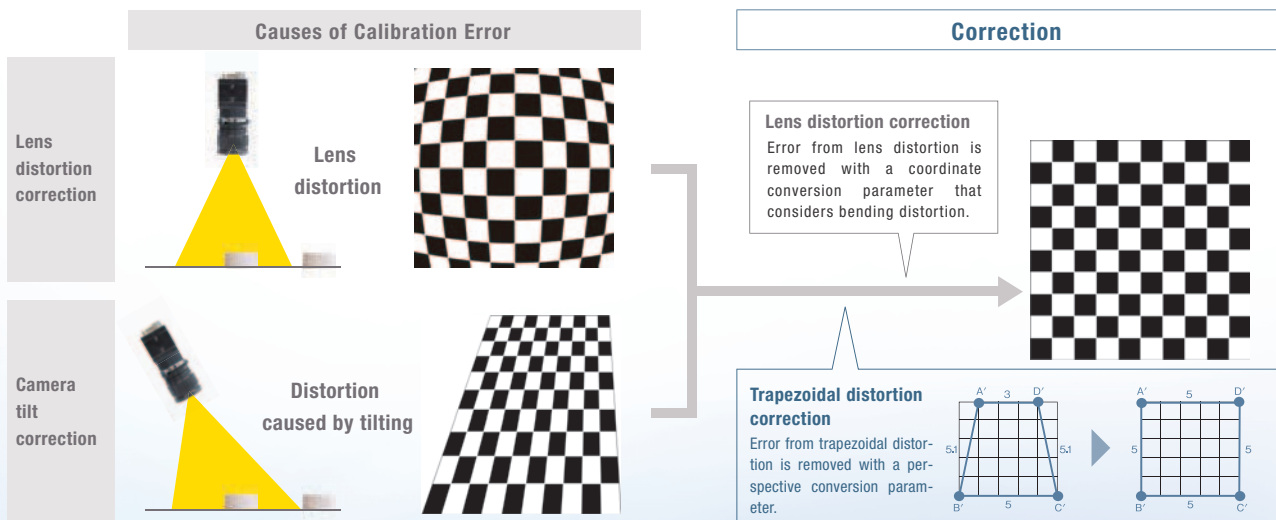 Causes of Calibration Error
Correction
Lens
distortion
correction
Lens
distortion
Lens distortion correction
Error from lens distortion is
removed with a coordinate
conversion parameter that
considers bending distortion.
Camera
tilt
correction
Distortion
caused by tilting
Trapezoidal distortion
correction
Error from trapezoidal distor-
tion is removed with a per-
spective conversion param-
eter.
A′ 3 D′
5.1 5.1
B′ 5 C′
A′ 5 D′
5 5
B′ 5 C′